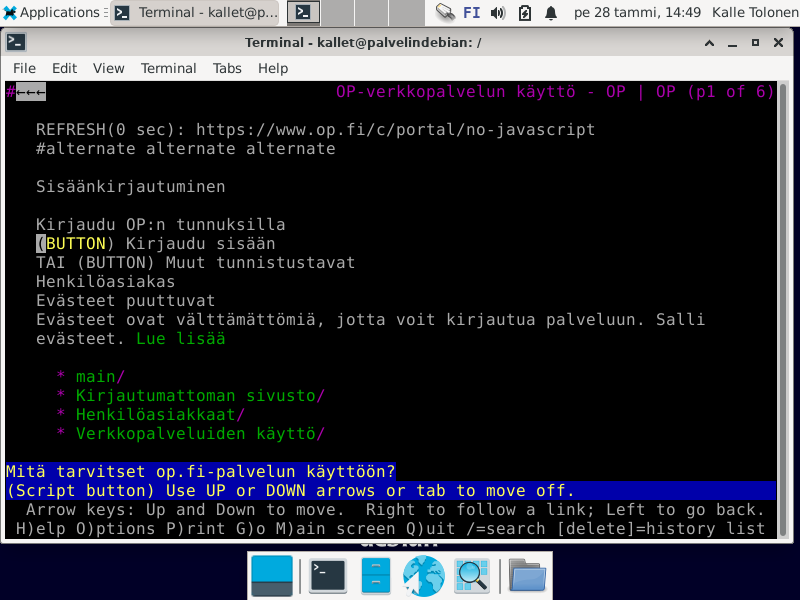 Applications Terminal - kallet@p... FI pe 28 tammi, 14:49 Kalle Tolonen
Terminal - kallet@palvelindebian: /
File Edit View Terminal Tabs Help
#←←← OP-verkkopalvelun käyttö - OP | OP (p1 of 6)
REFRESH(0 sec): https://www.op.fi/c/portal/no-javascript
#alternate alternate alternate
Sisäänkirjautuminen
Kirjaudu OP:n tunnuksilla
(BUTTON) Kirjaudu sisään
TAI (BUTTON) Muut tunnistustavat
Henkilöasiakas
Evästeet puuttuvat
Evästeet ovat välttämättömiä, jotta voit kirjautua palveluun. Salli
evästeet. Lue lisää
* main/
* Kirjautumattoman sivusto/
* Henkilöasiakkaat/
* Verkkopalveluiden käyttö/
Mitä tarvitset op.fi-palvelun käyttöön?
(Script button) Use UP or DOWN arrows or tab to move off.
Arrow keys: Up and Down to move. Right to follow a link; Left to go back.
H)elp O)ptions P)rint G)o M)ain screen Q)uit /=search [delete]=history list